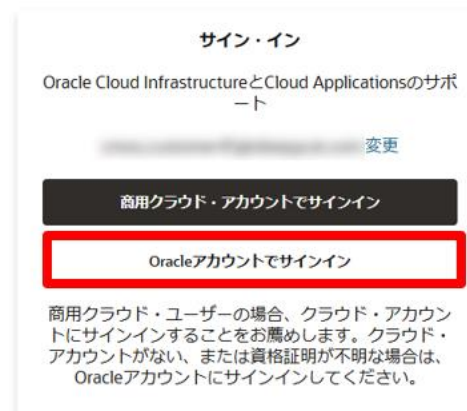 サイン・イン
Oracle Cloud InfrastructureとCloud Applicationsのサポ
ート
変更
商用クラウド・アカウントでサインイン
Oracleアカウントでサインイン
商用クラウド・ユーザーの場合、クラウド・アカウン
トにサインインすることをお薦めします。クラウド・
アカウントがない、または資格証明が不明な場合は、
Oracleアカウントにサインインしてください。